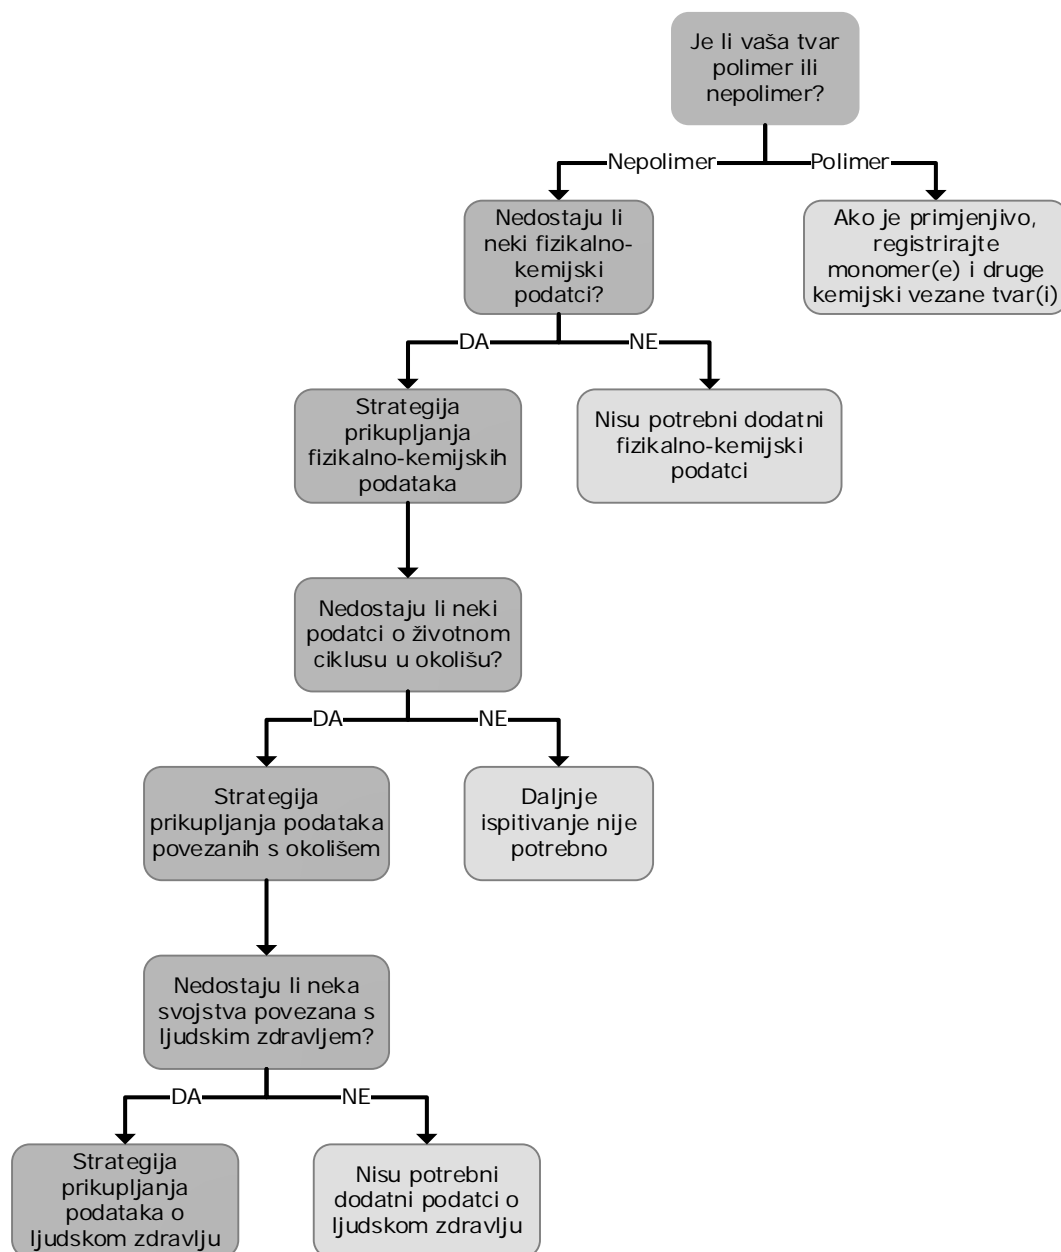 Je li vaša tvar
polimer ili
nepolimer?
Nepolimer
Polimer
Nedostaju li
neki fizikalno-
kemijski
podatci?
Ako je primjenjivo,
registrirajte
monomer(e) i druge
kemijski vezane tvar(i)
DA
NE
Strategija
prikupljanja
fizikalno-kemijskih
podataka
Nisu potrebni dodatni
fizikalno-kemijski
podatci
Nedostaju li neki
podatci o životnom
ciklusu u okolišu?
DA
NE
Strategija
prikupljanja podataka
povezanih s okolišem
Daljnje
ispitivanje nije
potrebno
Nedostaju li neka
svojstva povezana s
ljudskim zdravljem?
DA
NE
Strategija
prikupljanja
podataka o
ljudskom zdravlju
Nisu potrebni
dodatni podatci o
ljudskom zdravlju